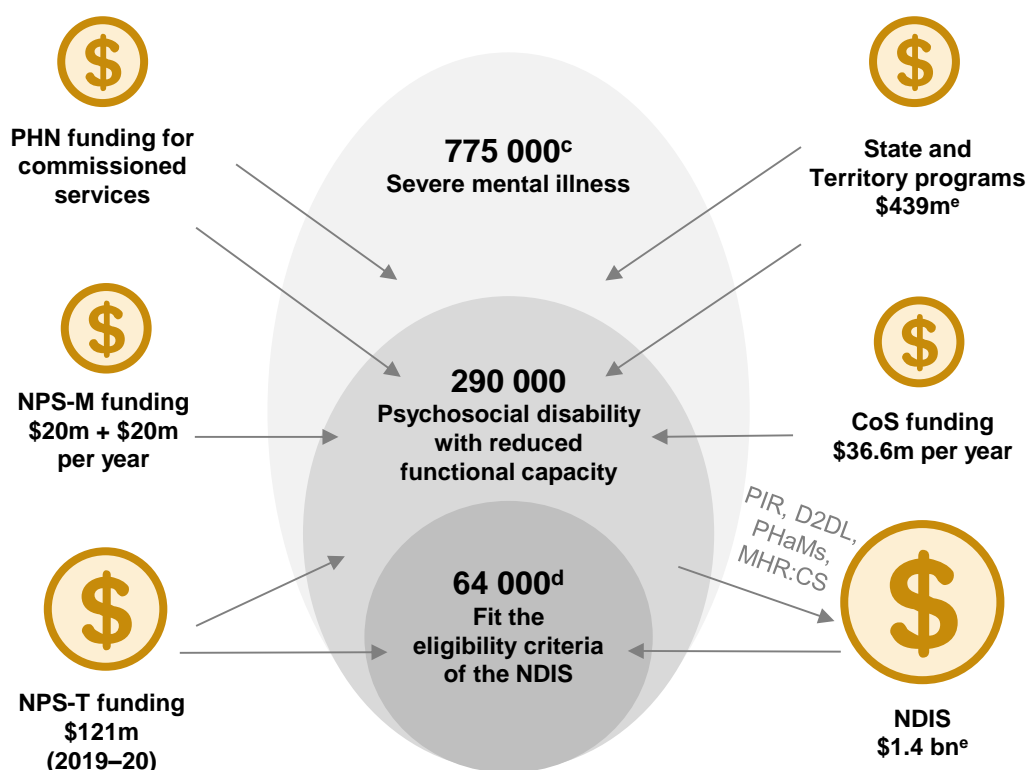 $
$
PHN funding for
commissioned
services
775 000ᶜ
Severe mental illness
State and
Territory programs
$439mᵉ
$
$
NPS-M funding
$20m + $20m
per year
290 000
Psychosocial disability
with reduced
functional capacity
CoS funding
$36.6m per year
PIR, D2DL,
PHaMs,
MHR:CS
$
$
64 000ᵈ
Fit the
eligibility criteria
of the NDIS
NPS-T funding
$121m
(2019–20)
NDIS
$1.4 bnᵉ